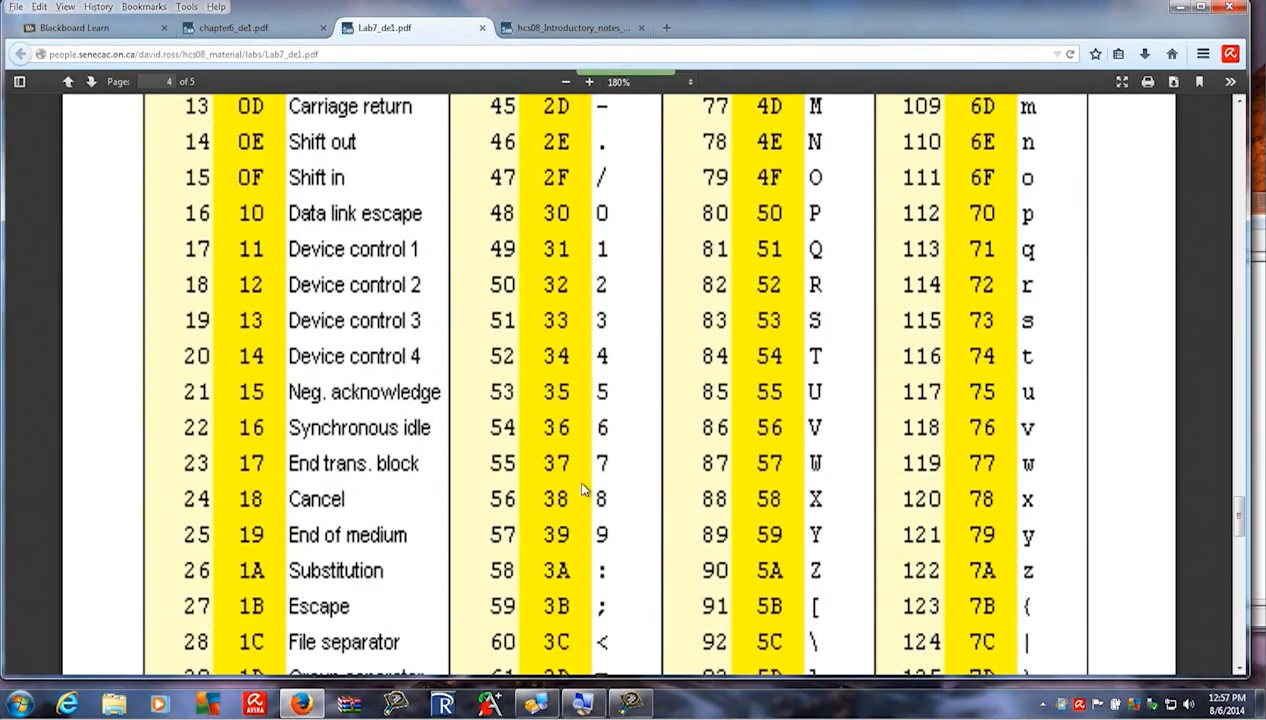 File Edit View History Bookmarks Tools Help
Blackboard Learn chapter6_de1.pdf Lab7_de1.pdf hcs08_Introductory_notes_...
people.senecac.on.ca/david.ross/hcs08_material/labs/Lab7_de1.pdf
Page: 4 of 5 180%
13 0D Carriage return 45 2D - 77 4D M 109 6D m
14 0E Shift out 46 2E . 78 4E N 110 6E n
15 0F Shift in 47 2F / 79 4F O 111 6F o
16 10 Data link escape 48 30 0 80 50 P 112 70 p
17 11 Device control 1 49 31 1 81 51 Q 113 71 q
18 12 Device control 2 50 32 2 82 52 R 114 72 r
19 13 Device control 3 51 33 3 83 53 S 115 73 s
20 14 Device control 4 52 34 4 84 54 T 116 74 t
21 15 Neg. acknowledge 53 35 5 85 55 U 117 75 u
22 16 Synchronous idle 54 36 6 86 56 V 118 76 v
23 17 End trans. block 55 37 7 87 57 W 119 77 w
24 18 Cancel 56 38 8 88 58 X 120 78 x
25 19 End of medium 57 39 9 89 59 Y 121 79 y
26 1A Substitution 58 3A : 90 5A Z 122 7A z
27 1B Escape 59 3B ; 91 5B [ 123 7B {
28 1C File separator 60 3C < 92 5C \ 124 7C |
12:57 PM
8/6/2014